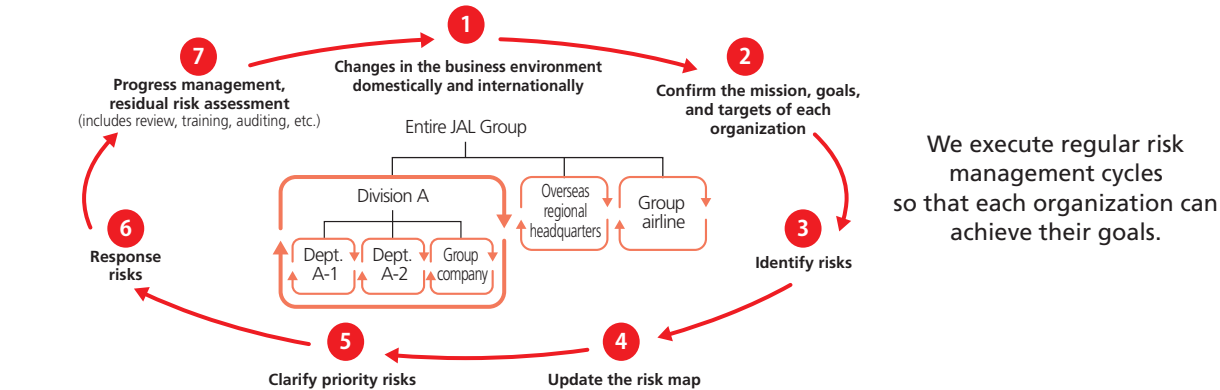 1
Changes in the business environment
domestically and internationally
2
Confirm the mission, goals,
and targets of each
organization
3
Identify risks
4
Update the risk map
5
Clarify priority risks
6
Response
risks
7
Progress management,
residual risk assessment
(includes review, training, auditing, etc.)
Entire JAL Group
Division A
Dept.
A-1
Dept.
A-2
Group
company
Overseas
regional
headquarters
Group
airline
We execute regular risk
management cycles
so that each organization can
achieve their goals.